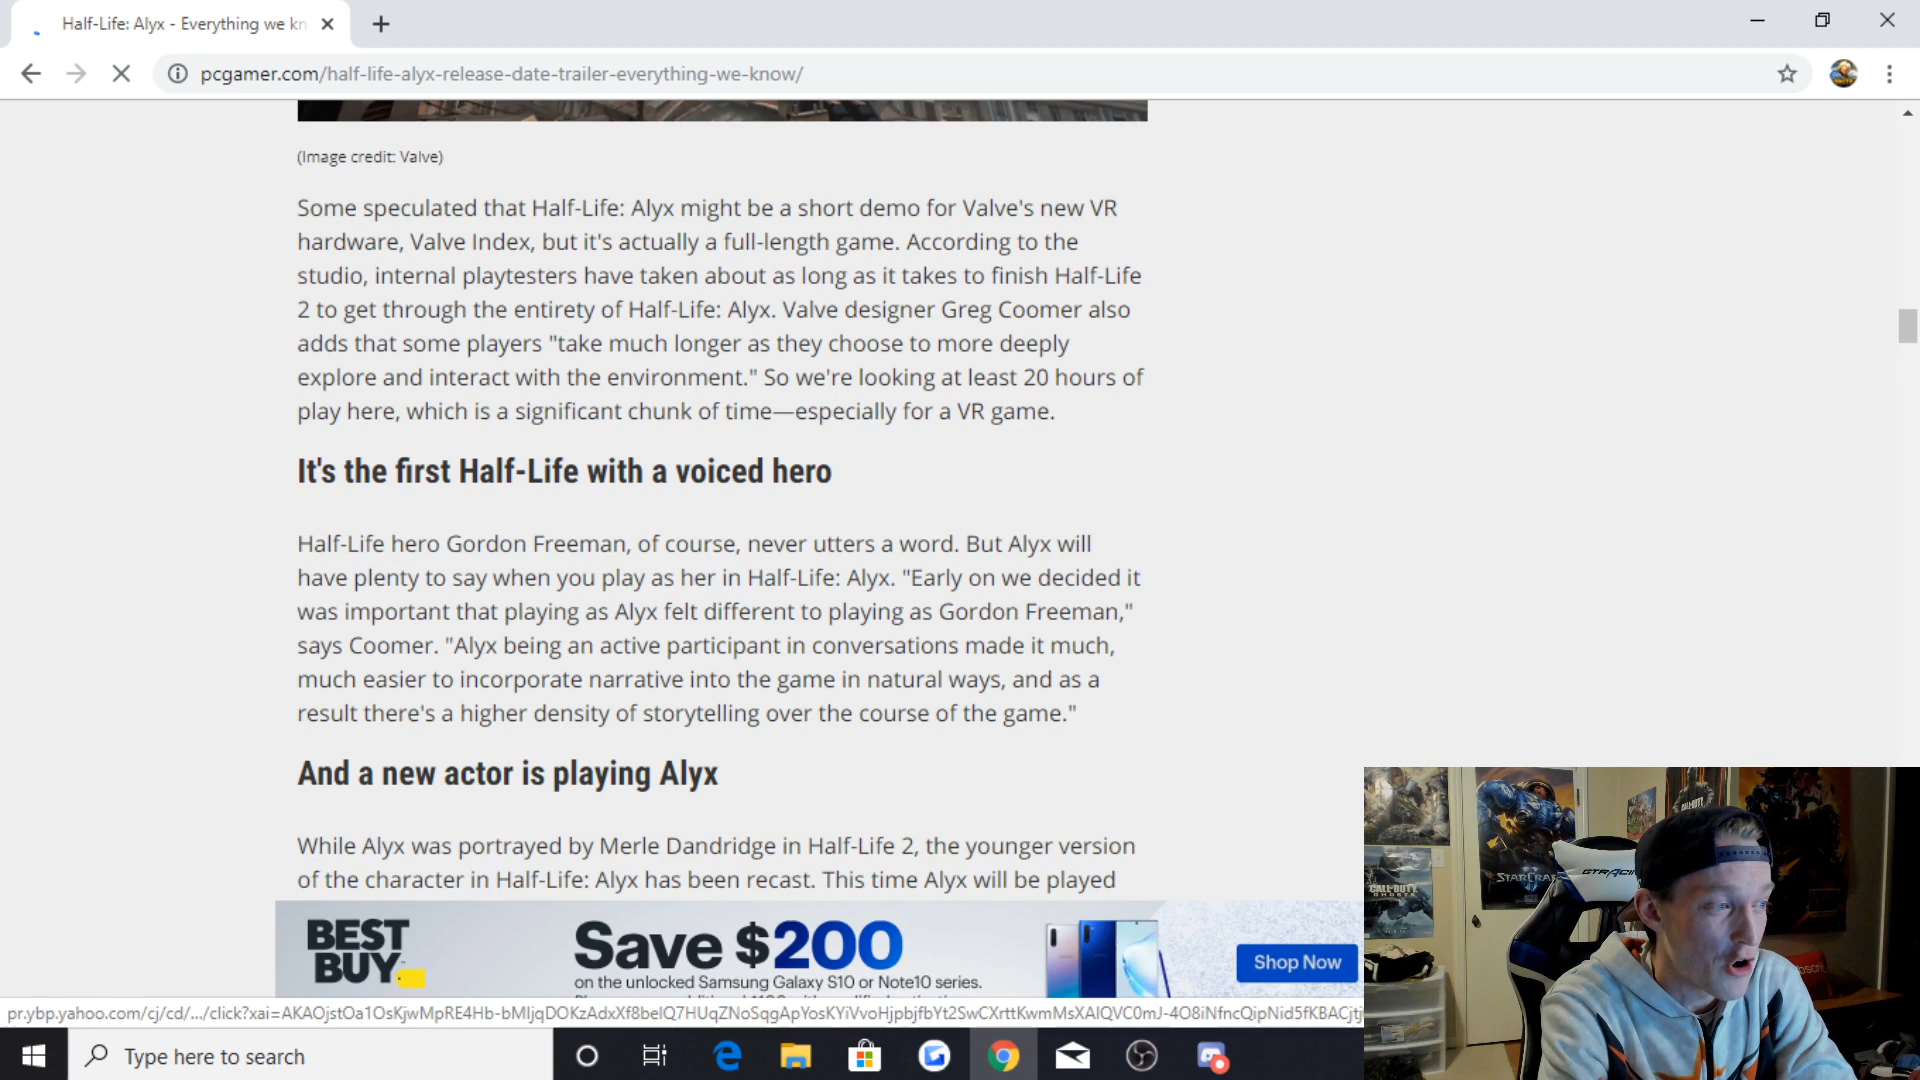 Half-Life: Alyx - Everything we kn
pcgamer.com/half-life-alyx-release-date-trailer-everything-we-know/
(Image credit: Valve)
Some speculated that Half-Life: Alyx might be a short demo for Valve's new VR
hardware, Valve Index, but it's actually a full-length game. According to the
studio, internal playtesters have taken about as long as it takes to finish Half-Life
2 to get through the entirety of Half-Life: Alyx. Valve designer Greg Coomer also
adds that some players "take much longer as they choose to more deeply
explore and interact with the environment." So we're looking at least 20 hours of
play here, which is a significant chunk of time—especially for a VR game.
It's the first Half-Life with a voiced hero
Half-Life hero Gordon Freeman, of course, never utters a word. But Alyx will
have plenty to say when you play as her in Half-Life: Alyx. "Early on we decided it
was important that playing as Alyx felt different to playing as Gordon Freeman,"
says Coomer. "Alyx being an active participant in conversations made it much,
much easier to incorporate narrative into the game in natural ways, and as a
result there's a higher density of storytelling over the course of the game."
And a new actor is playing Alyx
While Alyx was portrayed by Merle Dandridge in Half-Life 2, the younger version
of the character in Half-Life: Alyx has been recast. This time Alyx will be played
BEST
BUY
Save $200
on the unlocked Samsung Galaxy S10 or Note10 series.
Shop Now
STARCRAF
CALL·DUTY
GHOSTS
GTRACIN
Type here to search